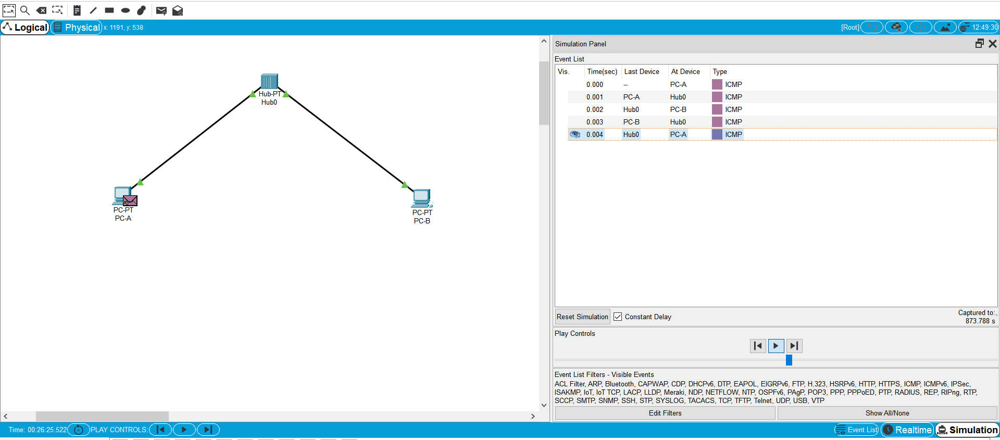 Logical Physical x: 1191, y: 538 [Root] 12:49:30
Hub-PT
Hub0
PC-PT
PC-A
PC-PT
PC-B
Simulation Panel
Event List
Vis. Time(sec) Last Device At Device Type
0.000 -- PC-A ICMP
0.001 PC-A Hub0 ICMP
0.002 Hub0 PC-B ICMP
0.003 PC-B Hub0 ICMP
0.004 Hub0 PC-A ICMP
Reset Simulation Constant Delay
Captured to:
873.788 s
Play Controls
Event List Filters - Visible Events
ACL Filter, ARP, Bluetooth, CAPWAP, CDP, DHCPv6, DTP, EAPOL, EIGRPv6, FTP, H.323, HSRPv6, HTTP, HTTPS, ICMP, ICMPv6, IPSec,
ISAKMP, IoT, IoT TCP, LACP, LLDP, Meraki, NDP, NETFLOW, NTP, OSPFv6, PAgP, POP3, PPP, PPPoED, PTP, RADIUS, REP, RIPng, RTP,
SCCP, SMTP, SNMP, SSH, STP, SYSLOG, TACACS, TCP, TFTP, Telnet, UDP, USB, VTP
Edit Filters Show All/None
Time: 00:26:25.522 PLAY CONTROLS: Event List Realtime Simulation